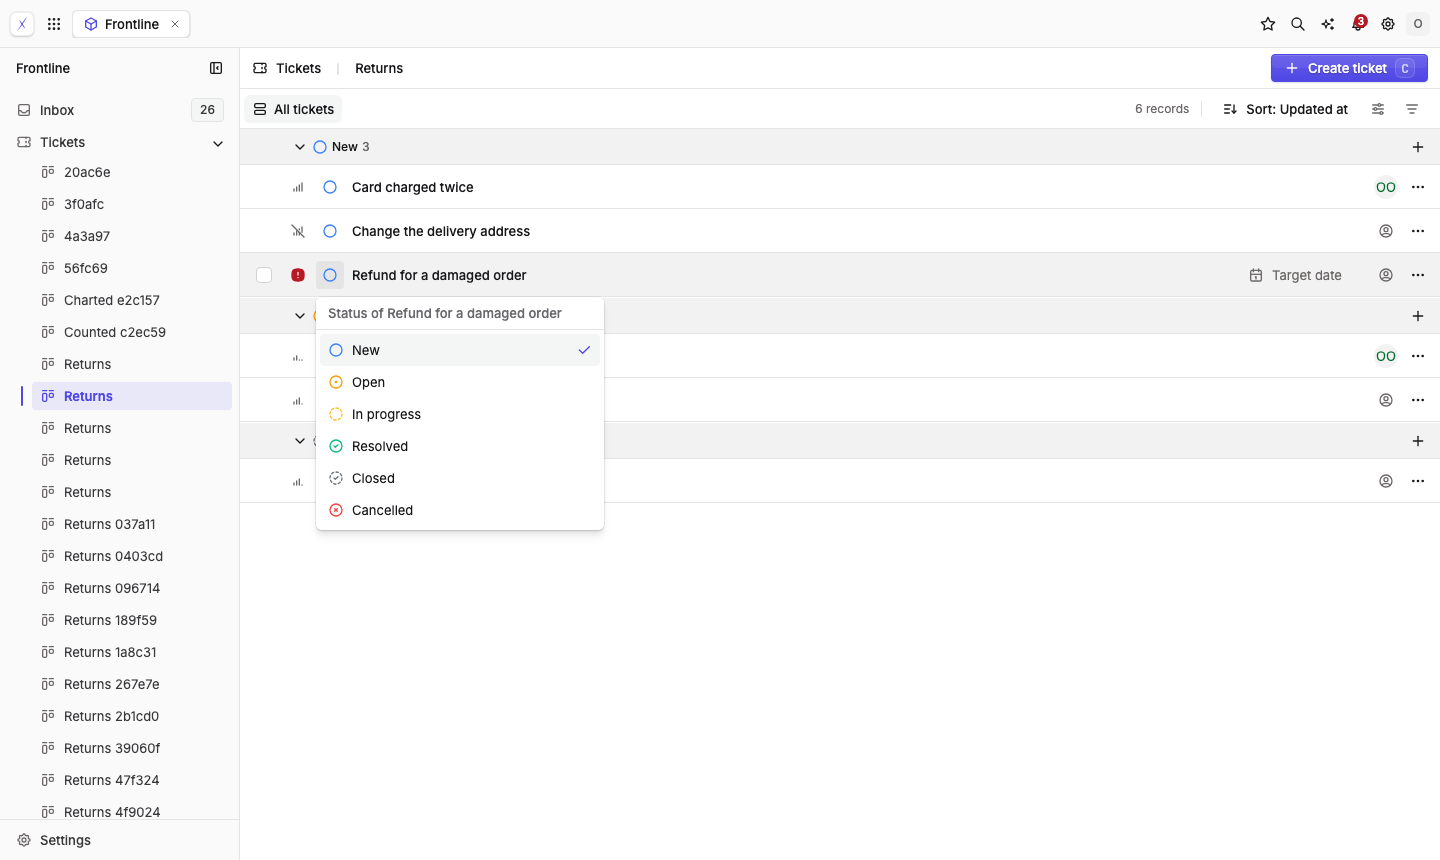 Frontline
3
O
Frontline
Tickets
Returns
Create ticket C
Inbox 26
All tickets
6 records
Sort: Updated at
Tickets
20ac6e
3f0afc
4a3a97
56fc69
Charted e2c157
Counted c2ec59
Returns
Returns
Returns
Returns
Returns
Returns 037a11
Returns 0403cd
Returns 096714
Returns 189f59
Returns 1a8c31
Returns 267e7e
Returns 2b1cd0
Returns 39060f
Returns 47f324
Returns 4f9024
Settings
New 3
Card charged twice
OO
Change the delivery address
Refund for a damaged order
Target date
Status of Refund for a damaged order
New
Open
In progress
Resolved
Closed
Cancelled
OO